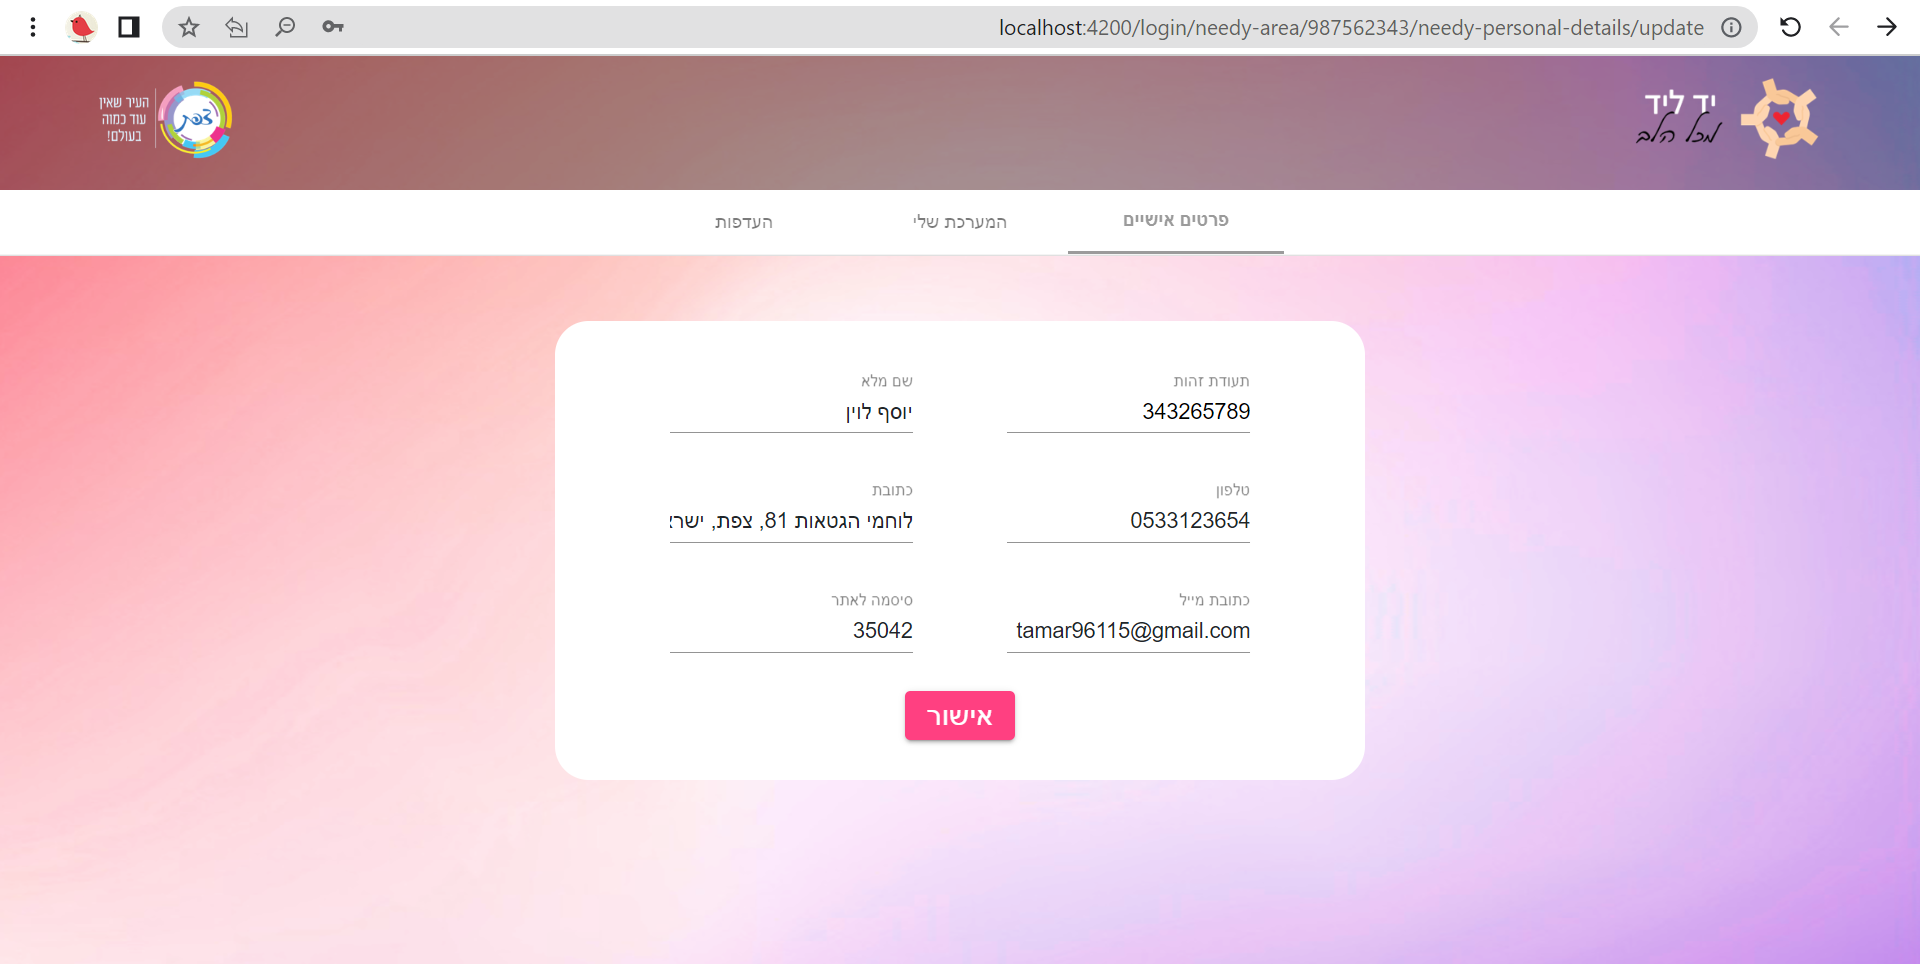 localhost:4200/login/needy-area/987562343/needy-personal-details/update
יד ליד
מכל הלב
העיר שאין
עוד כמוה
בעולם!
צפת
פרטים אישיים
המערכת שלי
העדפות
תעודת זהות
343265789
שם מלא
יוסף לוין
טלפון
0533123654
כתובת
לוחמי הגטאות 81, צפת, ישרא
כתובת מייל
tamar96115@gmail.com
סיסמה לאתר
35042
אישור